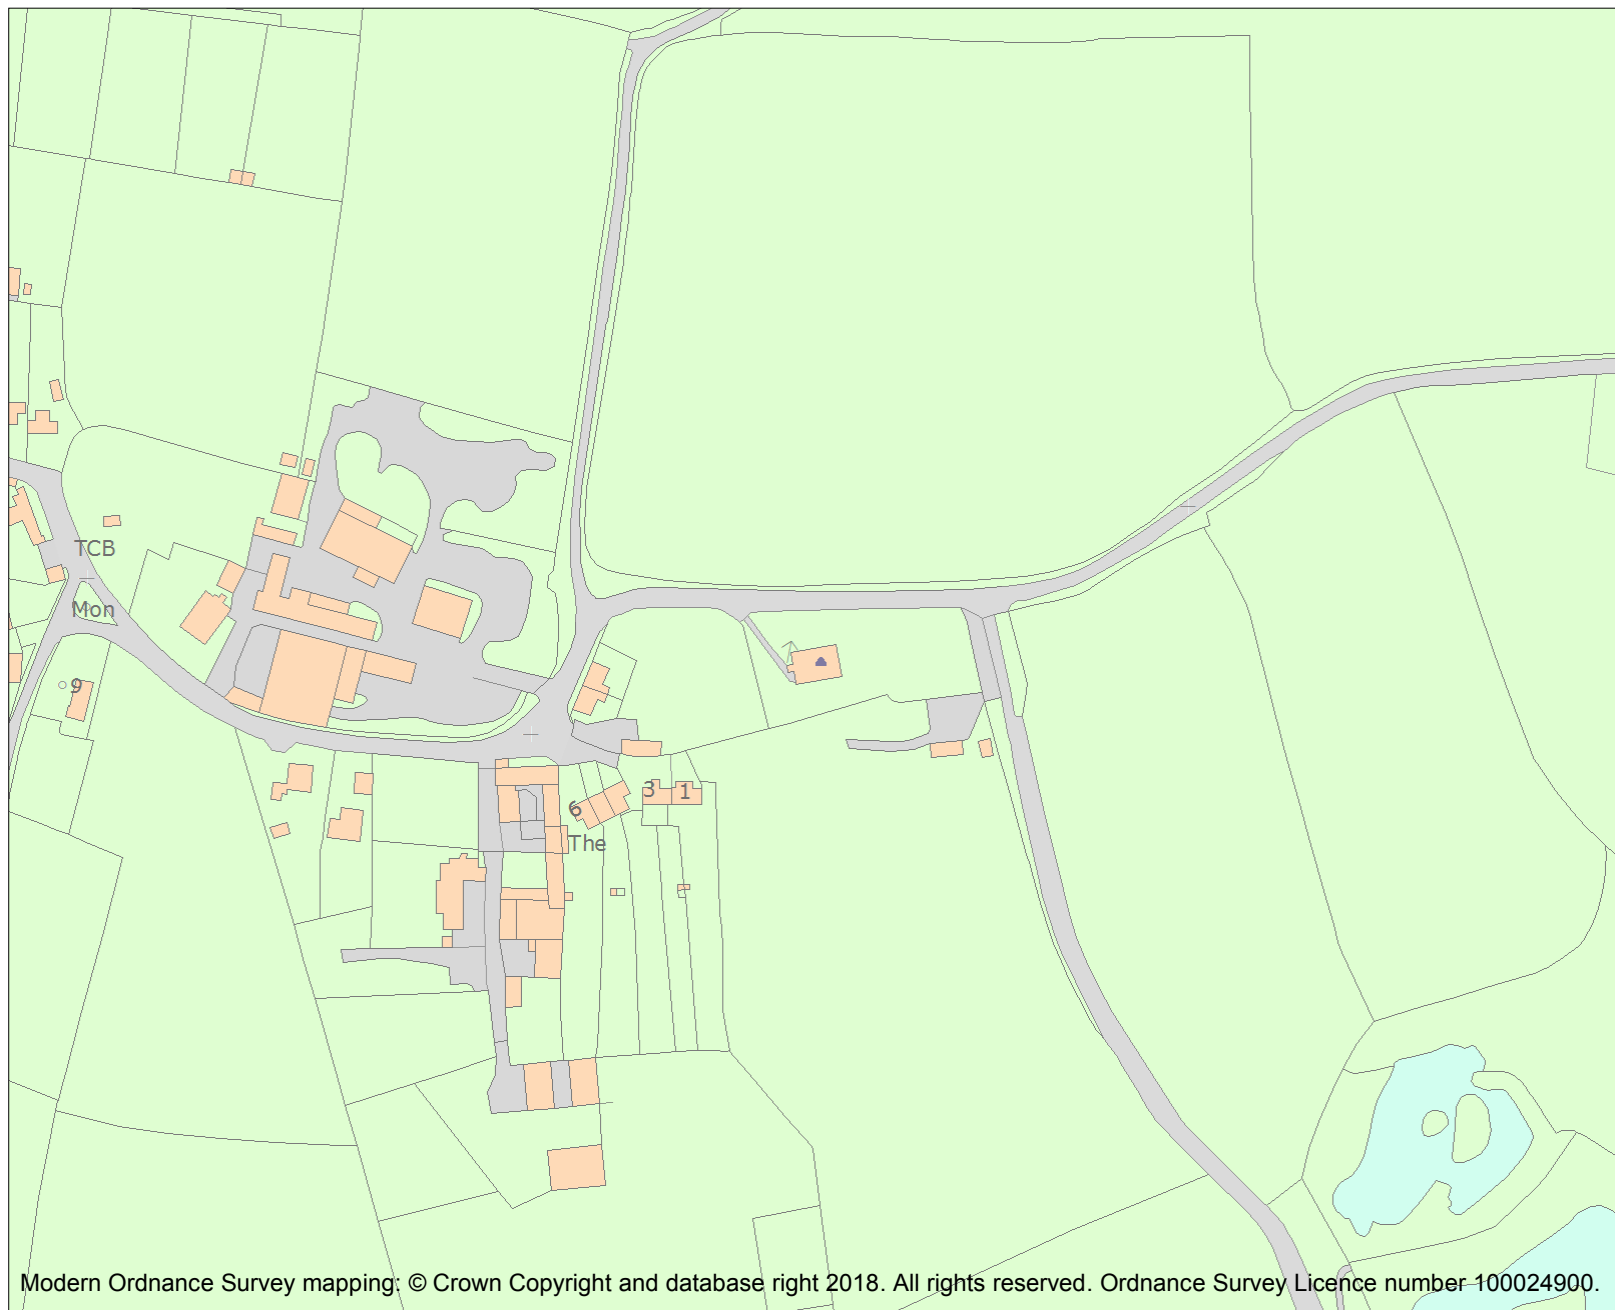 TCB
Mon
9
3
1
6
The
Modern Ordnance Survey mapping: © Crown Copyright and database right 2018. All rights reserved. Ordnance Survey Licence number 100024900.